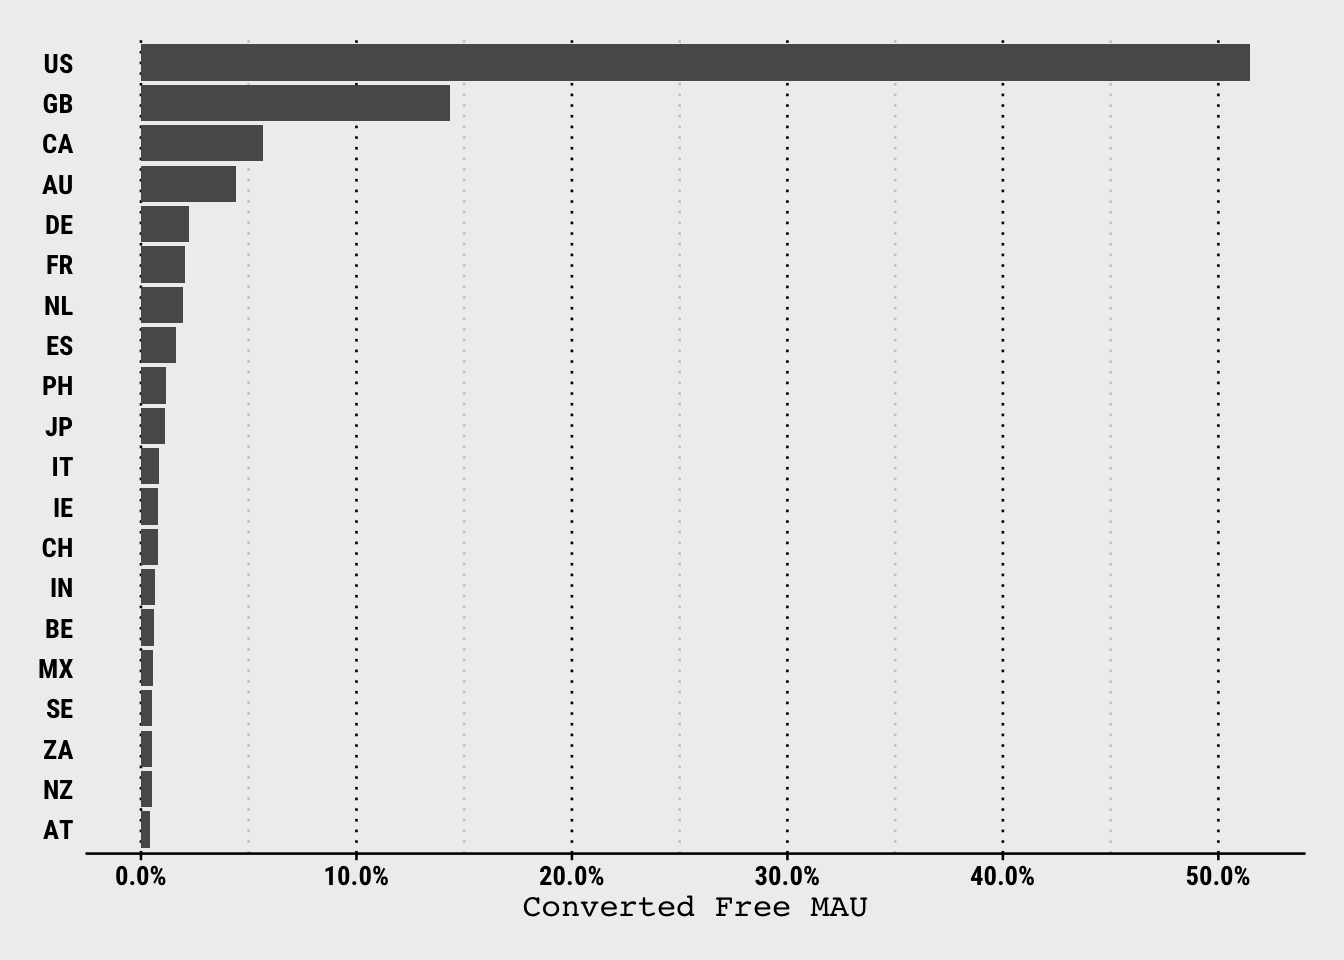 US
GB
CA
AU
DE
FR
NL
ES
PH
JP
IT
IE
CH
IN
BE
MX
SE
ZA
NZ
AT
0.0% 10.0% 20.0% 30.0% 40.0% 50.0%
Converted Free MAU